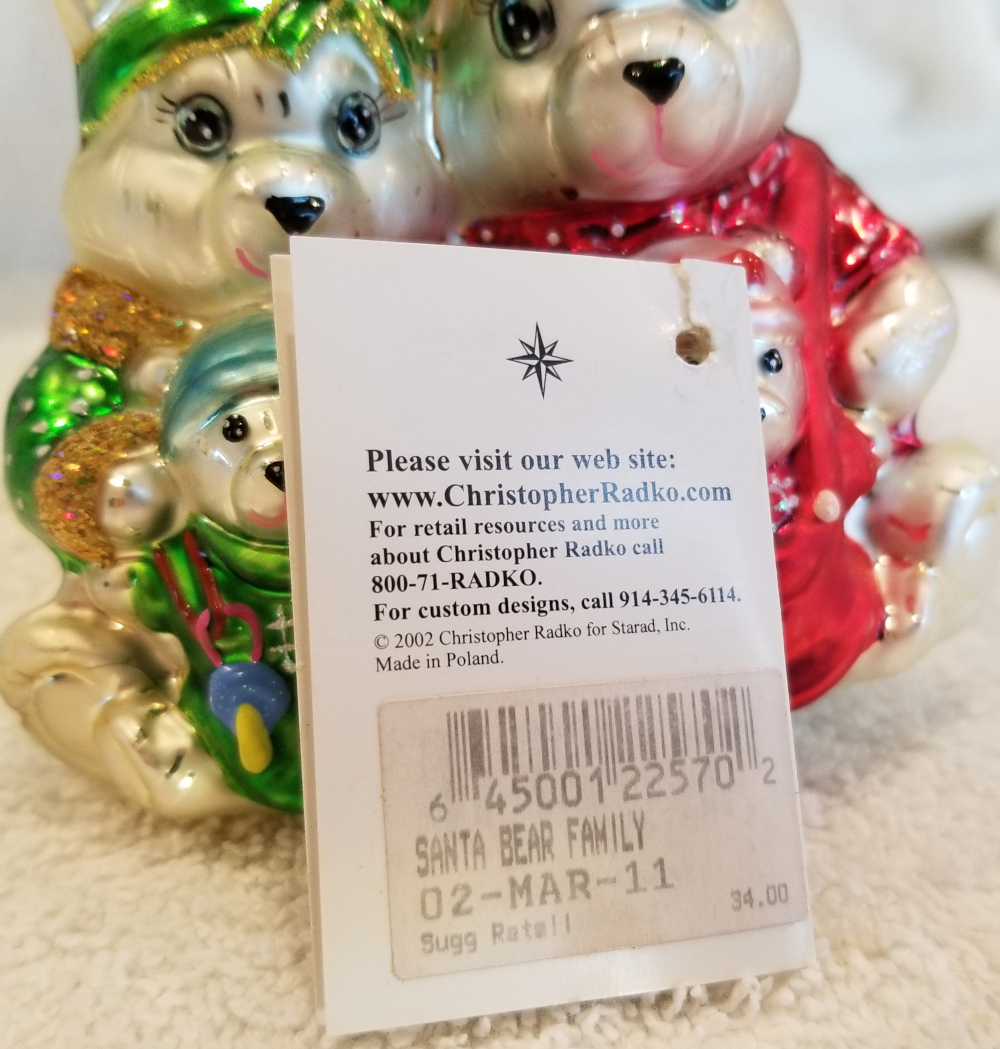 Please visit our web site:
www.ChristopherRadko.com
For retail resources and more
about Christopher Radko call
800-71-RADKO.
For custom designs, call 914-345-6114.
© 2002 Christopher Radko for Starad, Inc.
Made in Poland.
6 45001 22570 2
SANTA BEAR FAMILY
02-MAR-11
34.00
Sugg Retail